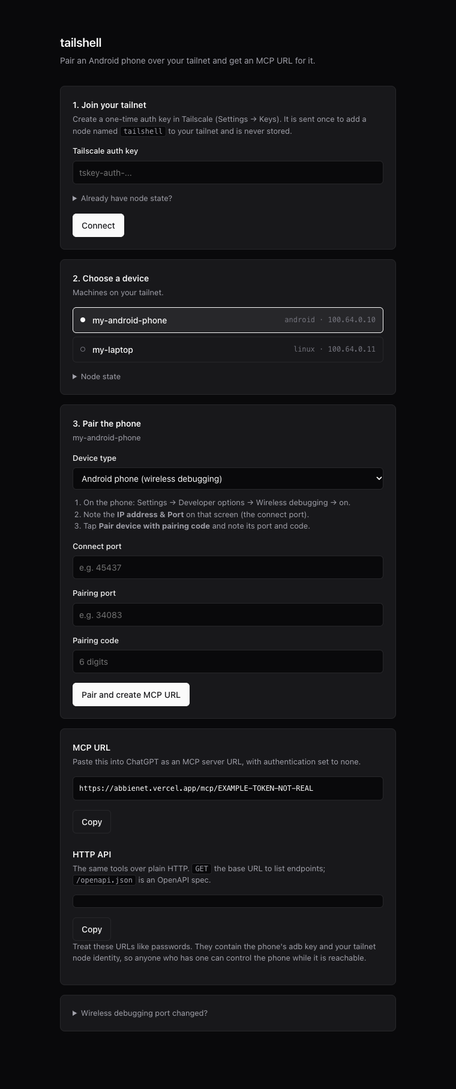 tailshell
Pair an Android phone over your tailnet and get an MCP URL for it.
1. Join your tailnet
Create a one-time auth key in Tailscale (Settings → Keys). It is sent once to add a
node named tailshell to your tailnet and is never stored.
Tailscale auth key
tskey-auth-...
Already have node state?
Connect
2. Choose a device
Machines on your tailnet.
my-android-phone android · 100.64.0.10
my-laptop linux · 100.64.0.11
Node state
3. Pair the phone
my-android-phone
Device type
Android phone (wireless debugging)
1. On the phone: Settings → Developer options → Wireless debugging → on.
2. Note the IP address & Port on that screen (the connect port).
3. Tap Pair device with pairing code and note its port and code.
Connect port
e.g. 45437
Pairing port
e.g. 34083
Pairing code
6 digits
Pair and create MCP URL
MCP URL
Paste this into ChatGPT as an MCP server URL, with authentication set to none.
https://abbienet.vercel.app/mcp/EXAMPLE-TOKEN-NOT-REAL
Copy
HTTP API
The same tools over plain HTTP. GET the base URL to list endpoints;
/openapi.json is an OpenAPI spec.
Copy
Treat these URLs like passwords. They contain the phone's adb key and your tailnet
node identity, so anyone who has one can control the phone while it is reachable.
Wireless debugging port changed?